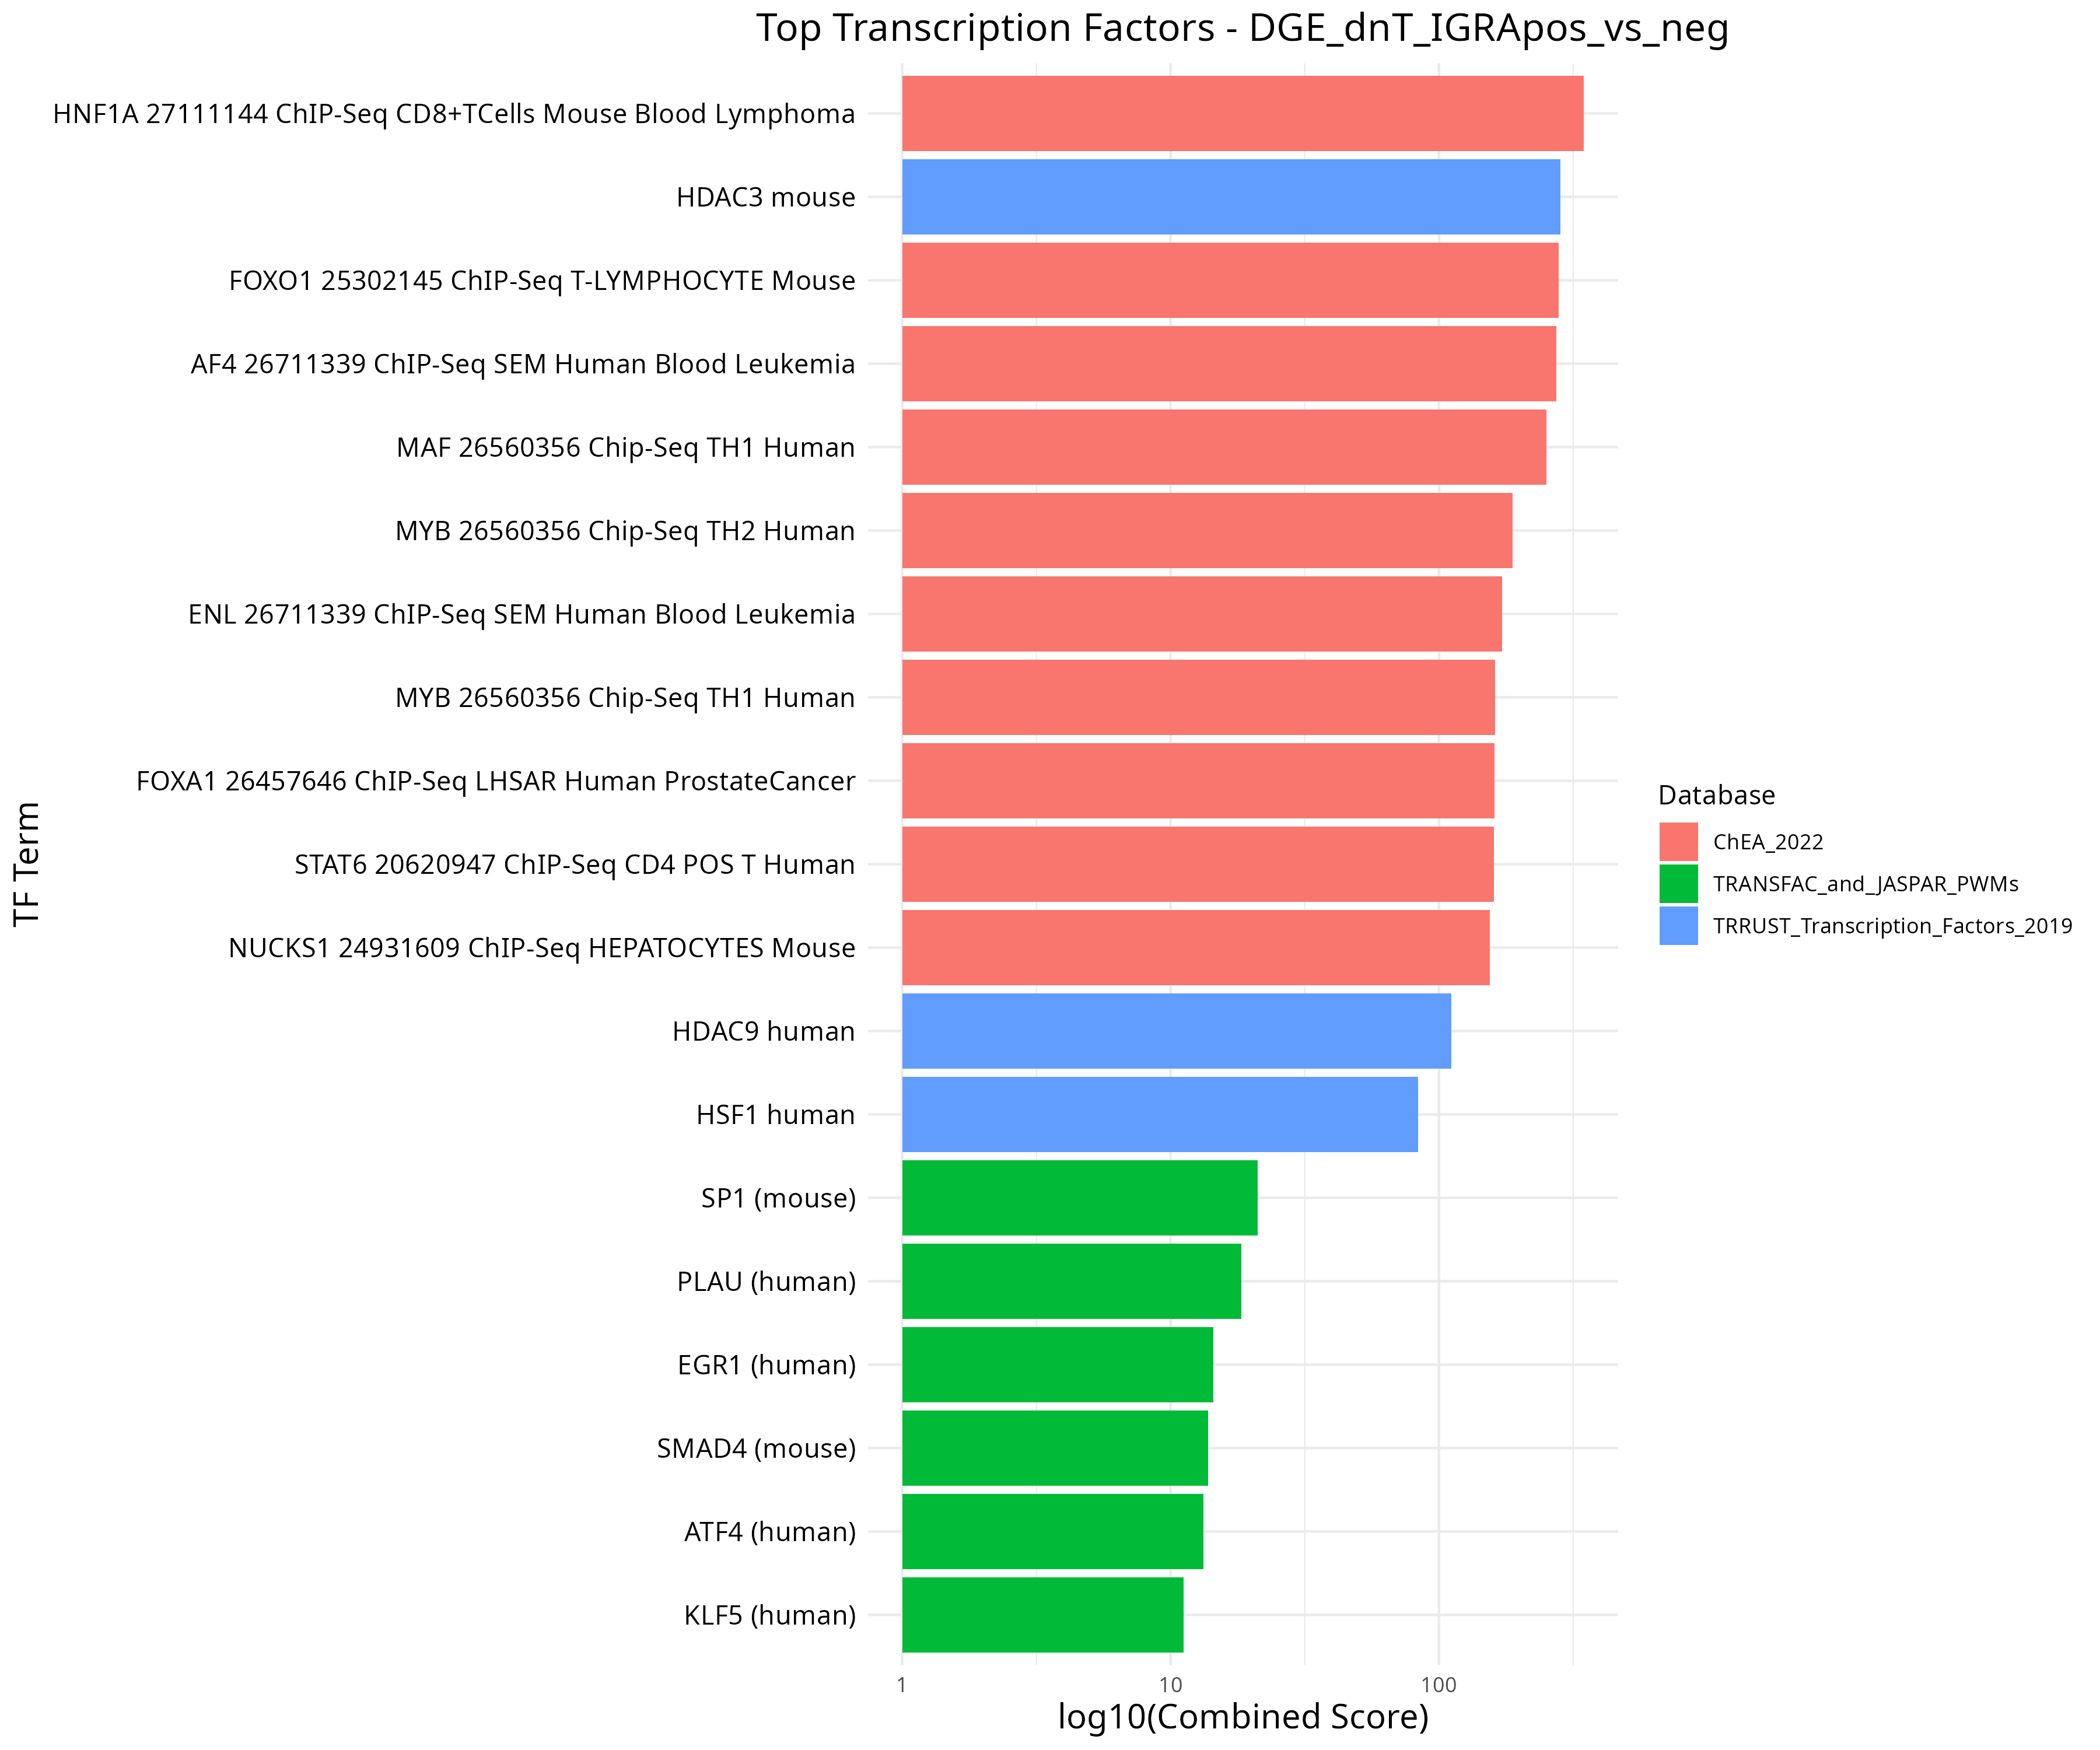 Top Transcription Factors - DGE_dnT_IGRApos_vs_neg
HNF1A 27111144 ChIP-Seq CD8+TCells Mouse Blood Lymphoma
HDAC3 mouse
FOXO1 25302145 ChIP-Seq T-LYMPHOCYTE Mouse
AF4 26711339 ChIP-Seq SEM Human Blood Leukemia
MAF 26560356 Chip-Seq TH1 Human
MYB 26560356 Chip-Seq TH2 Human
ENL 26711339 ChIP-Seq SEM Human Blood Leukemia
MYB 26560356 Chip-Seq TH1 Human
FOXA1 26457646 ChIP-Seq LHSAR Human ProstateCancer
STAT6 20620947 ChIP-Seq CD4 POS T Human
NUCKS1 24931609 ChIP-Seq HEPATOCYTES Mouse
HDAC9 human
HSF1 human
SP1 (mouse)
PLAU (human)
EGR1 (human)
SMAD4 (mouse)
ATF4 (human)
KLF5 (human)
TF Term
1 10 100
log10(Combined Score)
Database
ChEA_2022
TRANSFAC_and_JASPAR_PWMs
TRRUST_Transcription_Factors_2019